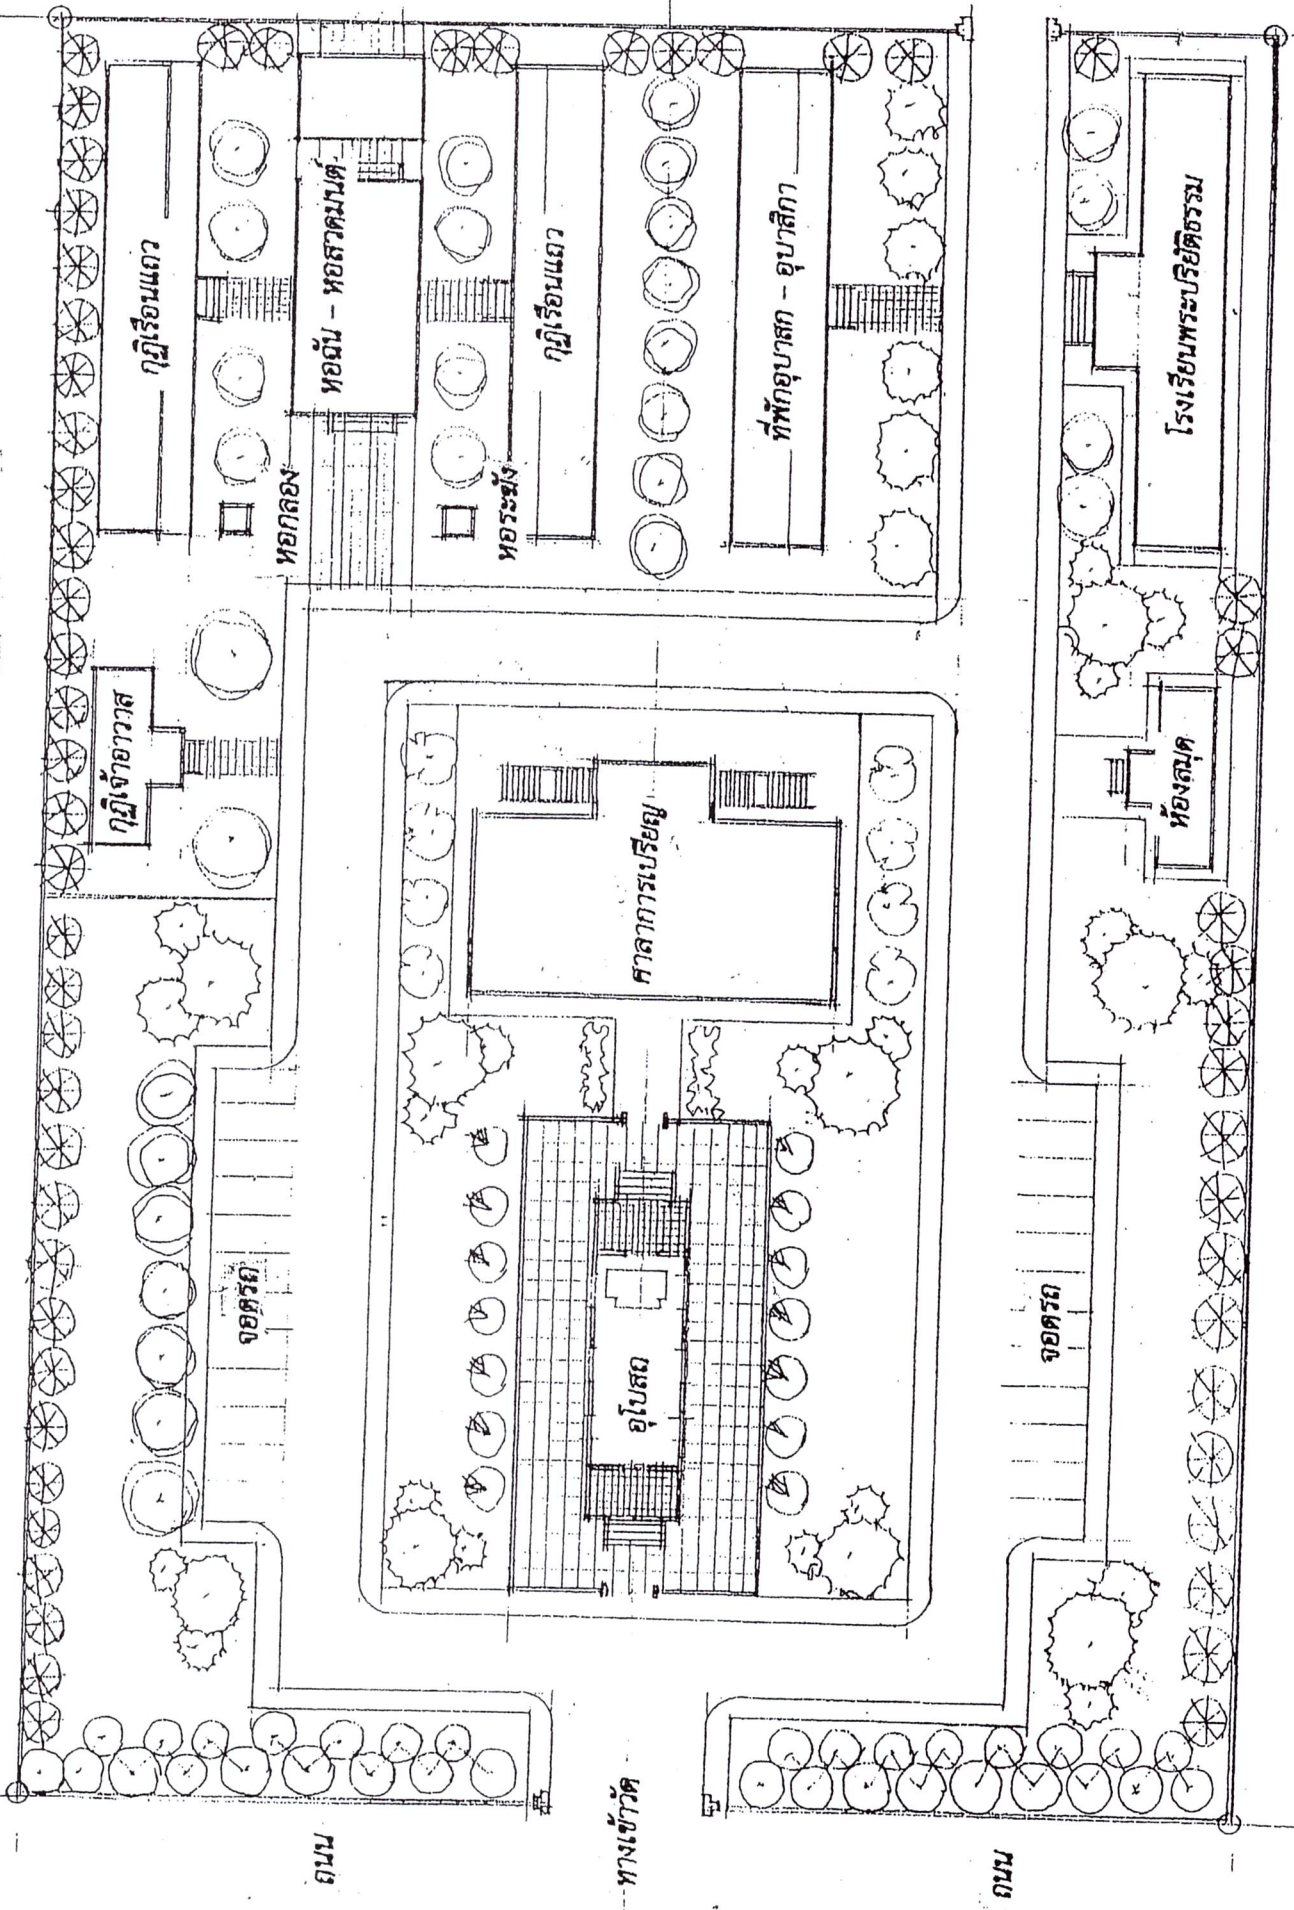 กุฏิเรือนแถว
หอฉัน - หอสวดมนต์
กุฏิเรือนแถว
ที่พักอุบาสก - อุบาสิกา
โรงเรียนพระปริยัติธรรม
หอกลอง
หอระฆัง
กุฏิเจ้าอาวาส
ศาลาการเปรียญ
ห้องสมุด
จอดรถ
อุโบสถ
จอดรถ
ถนน
ทางเข้าวัด
ถนน